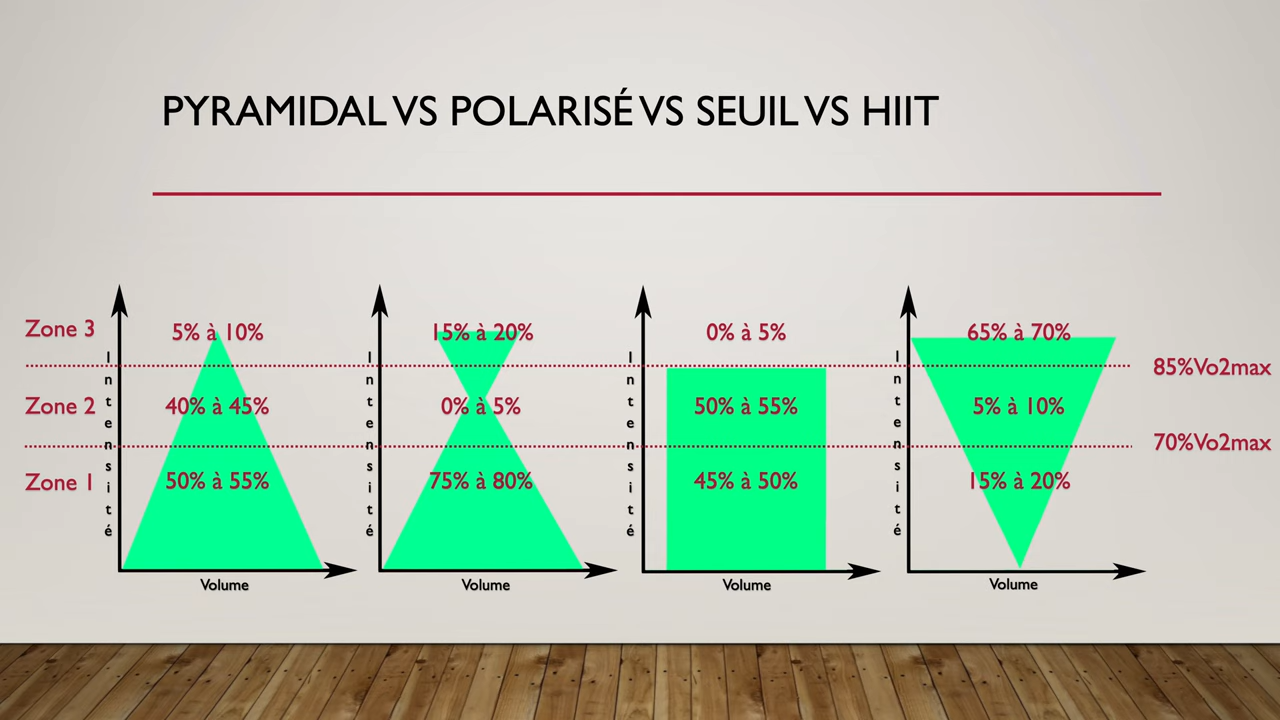 PYRAMIDAL VS POLARISÉ VS SEUIL VS HIIT
Zone 3
5% à 10%
15% à 20%
0% à 5%
65% à 70%
85%Vo2max
Zone 2
40% à 45%
0% à 5%
50% à 55%
5% à 10%
70%Vo2max
Zone 1
50% à 55%
75% à 80%
45% à 50%
15% à 20%
Intensité
Intensité
Intensité
Intensité
Volume
Volume
Volume
Volume